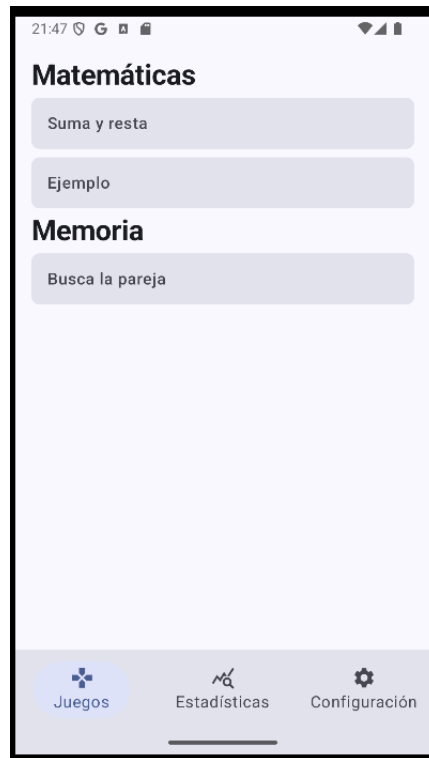 21:47 G A
Matemáticas
Suma y resta
Ejemplo
Memoria
Busca la pareja
Juegos Estadísticas Configuración